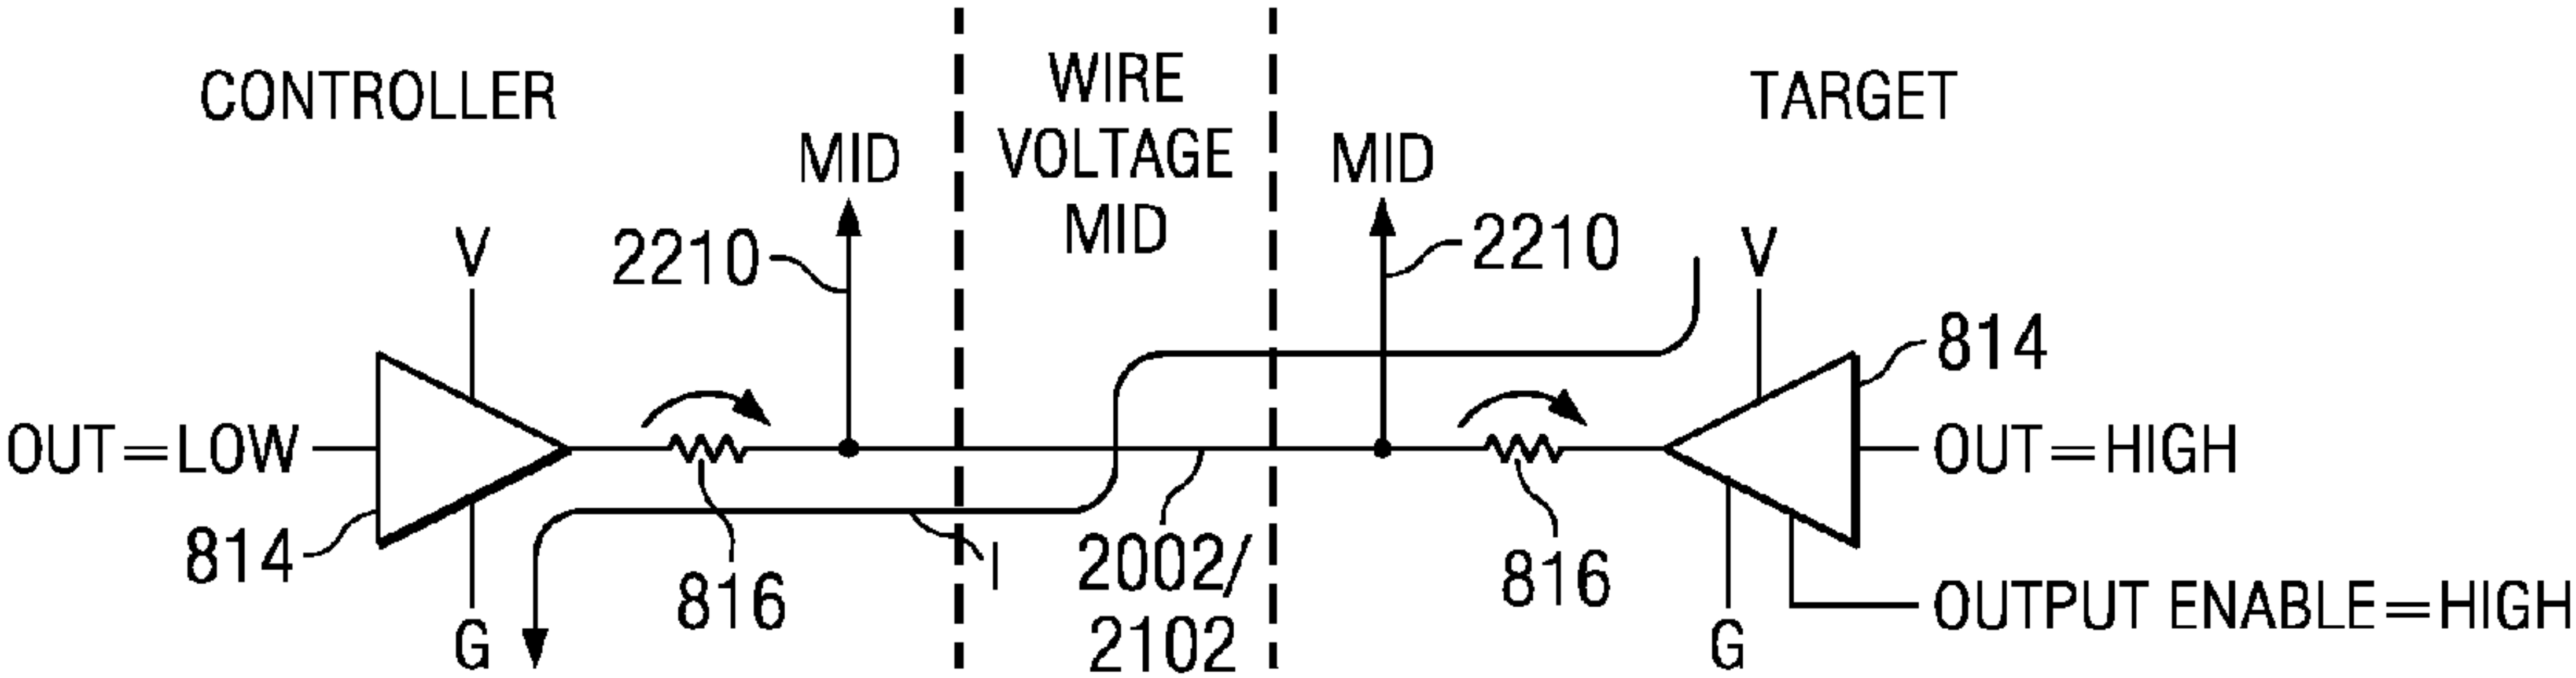 CONTROLLER
WIRE
VOLTAGE
MID
TARGET
MID
MID
V
2210
2210
V
814
OUT=LOW
OUT=HIGH
814
816
I
2002/
2102
816
OUTPUT ENABLE=HIGH
G
G